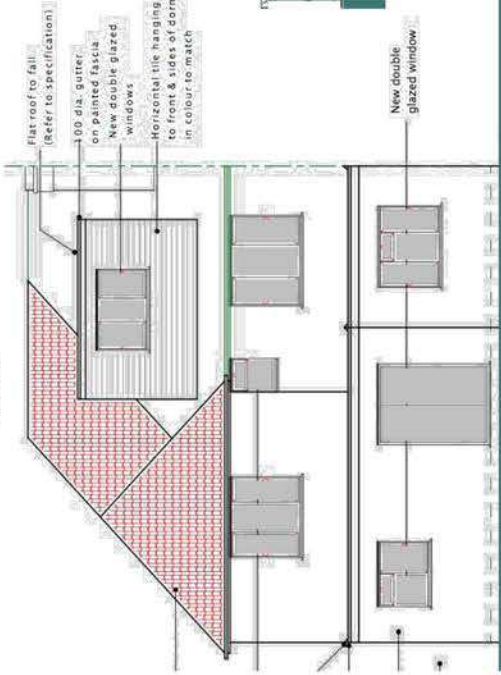 Flat roof to fall
(Refer to specification)
100 dia. gutter
on painted fascia
New double glazed
windows
Horizontal tile hanging
to front & sides of dorm
in colour to match
New double
glazed window